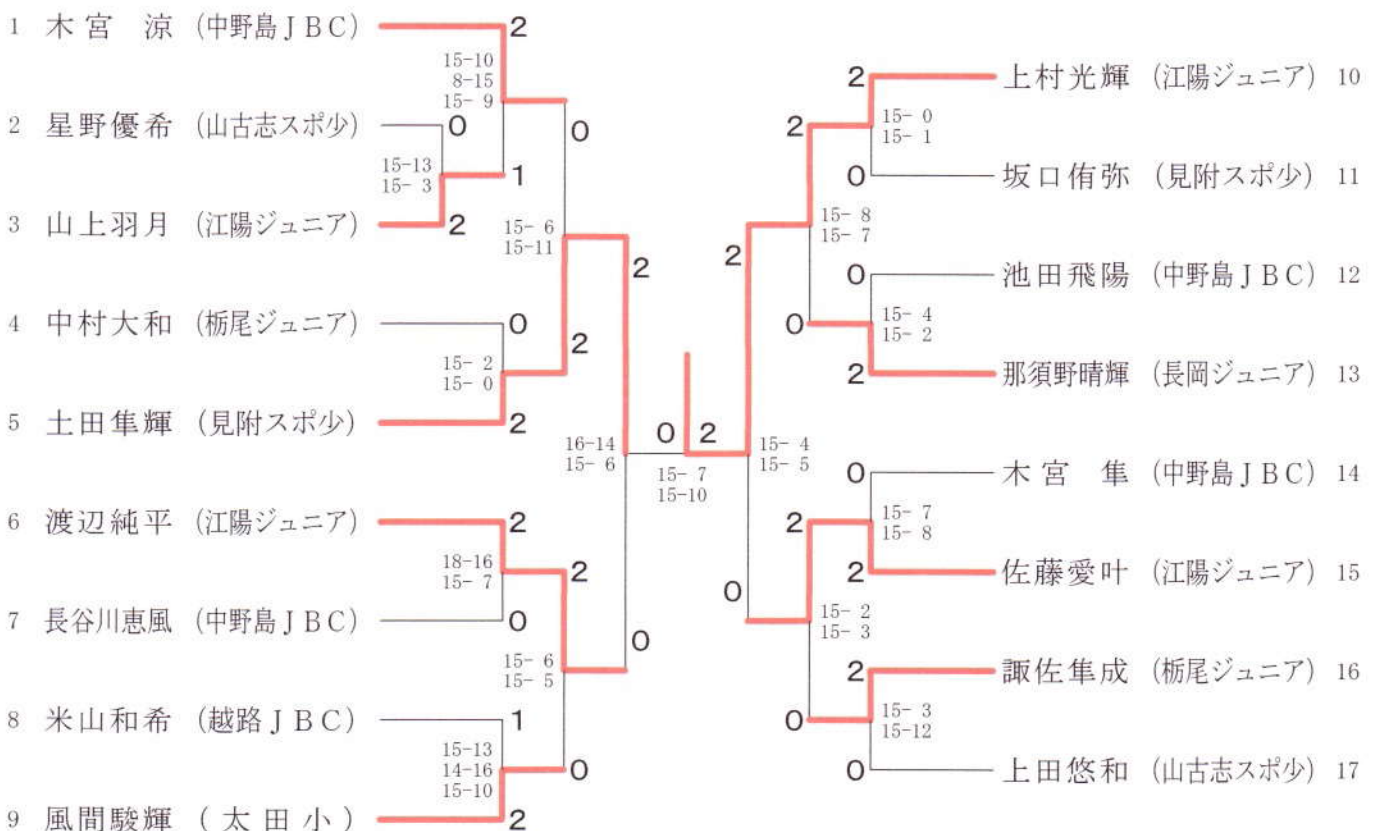 1 木宮 涼 (中野島JBC) 2
15-10
8-15
15- 9
2 星野優希 (山古志スポ少) 0
0
15-13
15- 3
1
3 山上羽月 (江陽ジュニア) 2
15- 6
15-11
2
4 中村大和 (栃尾ジュニア) 0
2
15- 2
15- 0
5 土田隼輝 (見附スポ少) 2
16-14
15- 6
6 渡辺純平 (江陽ジュニア) 2
18-16
15- 7
2
7 長谷川恵風 (中野島JBC) 0
0
15- 6
15- 5
8 米山和希 (越路JBC) 1
15-13
14-16
15-10
0
9 風間駿輝 (太田小) 2
0 2
15- 7
15-10
2 上村光輝 (江陽ジュニア) 10
2
15- 0
15- 1
0 坂口侑弥 (見附スポ少) 11
15- 8
15- 7
2
0 池田飛陽 (中野島JBC) 12
0
15- 4
15- 2
2 那須野晴輝 (長岡ジュニア) 13
15- 4
15- 5
0 木宮 隼 (中野島JBC) 14
2
15- 7
15- 8
2 佐藤愛叶 (江陽ジュニア) 15
0
15- 2
15- 3
2 諏佐隼成 (栃尾ジュニア) 16
0
15- 3
15-12
0 上田悠和 (山古志スポ少) 17